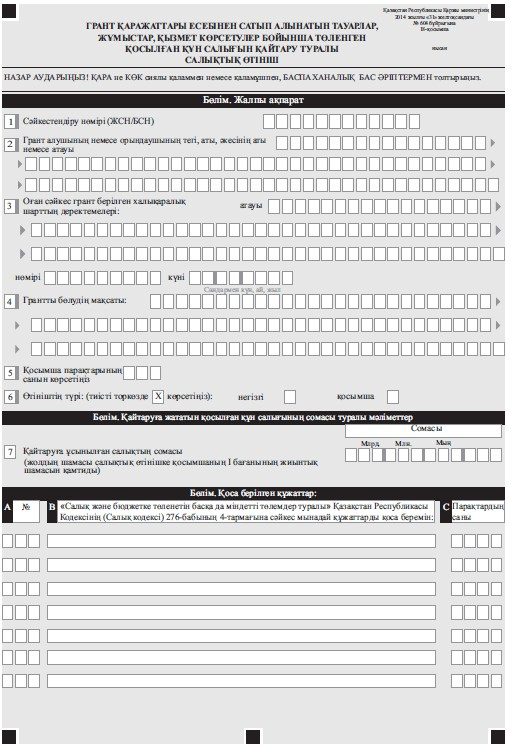 Қазақстан Республикасы Қаржы министрінің
2014 жылғы «31» желтоқсандағы
№ 604 бұйрығына
18-қосымша
нысан
ГРАНТ ҚАРАЖАТТАРЫ ЕСЕБІНЕН САТЫП АЛЫНАТЫН ТАУАРЛАР,
ЖҰМЫСТАР, ҚЫЗМЕТ КӨРСЕТУЛЕР БОЙЫНША ТӨЛЕНГЕН
ҚОСЫЛҒАН ҚҰН САЛЫҒЫН ҚАЙТАРУ ТУРАЛЫ
САЛЫҚТЫҚ ӨТІНІШ
НАЗАР АУДАРЫҢЫЗ! ҚАРА не КӨК сиялы қаламмен немесе қаламұшпен, БАСПАХАНАЛЫҚ БАС ӘРІПТЕРМЕН толтырыңыз.
Бөлім. Жалпы ақпарат
1 Сәйкестендіру нөмірі (ЖСН/БСН)
2 Грант алушының немесе орындаушының тегі, аты, әкесінің аты
немесе атауы
3 Оған сәйкес грант берілген халықаралық атауы
шарттың деректемелері:
нөмірі күні
Сандармен күн, ай, жыл
4 Грантты бөлудің мақсаты:
5 Қосымша парақтарының
санын көрсетіңіз
6 Өтініштің түрі: (тиісті торкөзде X көрсетіңіз): негізгі қосымша
Бөлім. Қайтаруға жататын қосылған құн салығының сомасы туралы мәліметтер
Сомасы
Млрд. Млн. Мың
7 Қайтаруға ұсынылған салықтың сомасы
(жолдың шамасы салықтық өтінішке қосымшаның I бағанының жиынтық
шамасын қамтиды)
Бөлім. Қоса берілген құжаттар:
A № B «Салық және бюджетке төленетін басқа да міндетті төлемдер туралы» Қазақстан Республикасы C Парақтардың
Кодексінің (Салық кодексі) 276-бабының 4-тармағына сәйкес мынадай құжаттарды қоса беремін: саны